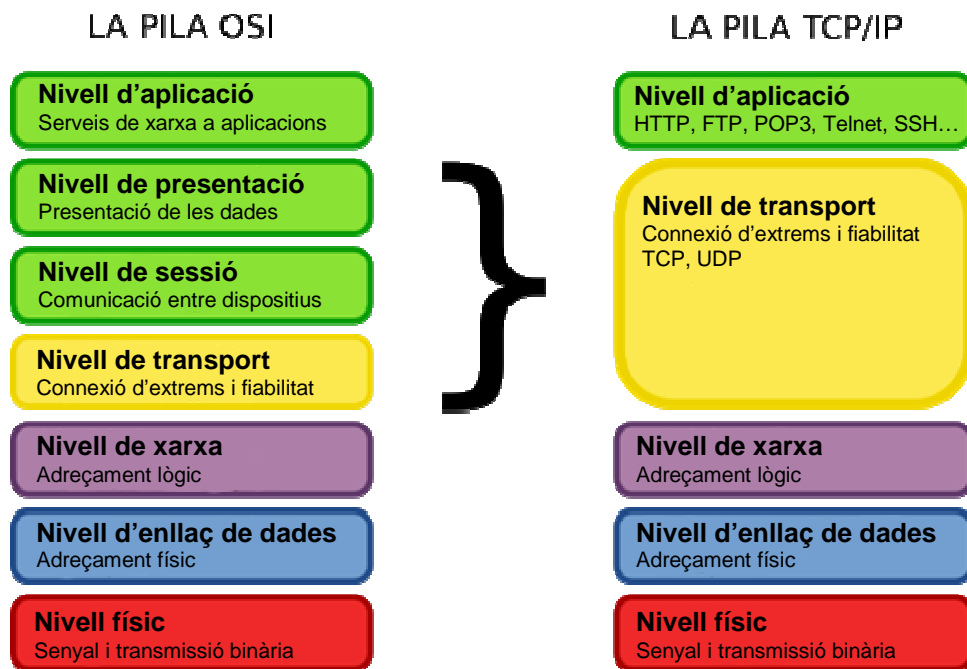 LA PILA OSI
Nivell d'aplicació
Serveis de xarxa a aplicacions
Nivell de presentació
Presentació de les dades
Nivell de sessió
Comunicació entre dispositius
Nivell de transport
Connexió d'extrems i fiabilitat
Nivell de xarxa
Adreçament lògic
Nivell d'enllaç de dades
Adreçament físic
Nivell físic
Senyal i transmissió binària
LA PILA TCP/IP
Nivell d'aplicació
HTTP, FTP, POP3, Telnet, SSH…
Nivell de transport
Connexió d'extrems i fiabilitat
TCP, UDP
Nivell de xarxa
Adreçament lògic
Nivell d'enllaç de dades
Adreçament físic
Nivell físic
Senyal i transmissió binària